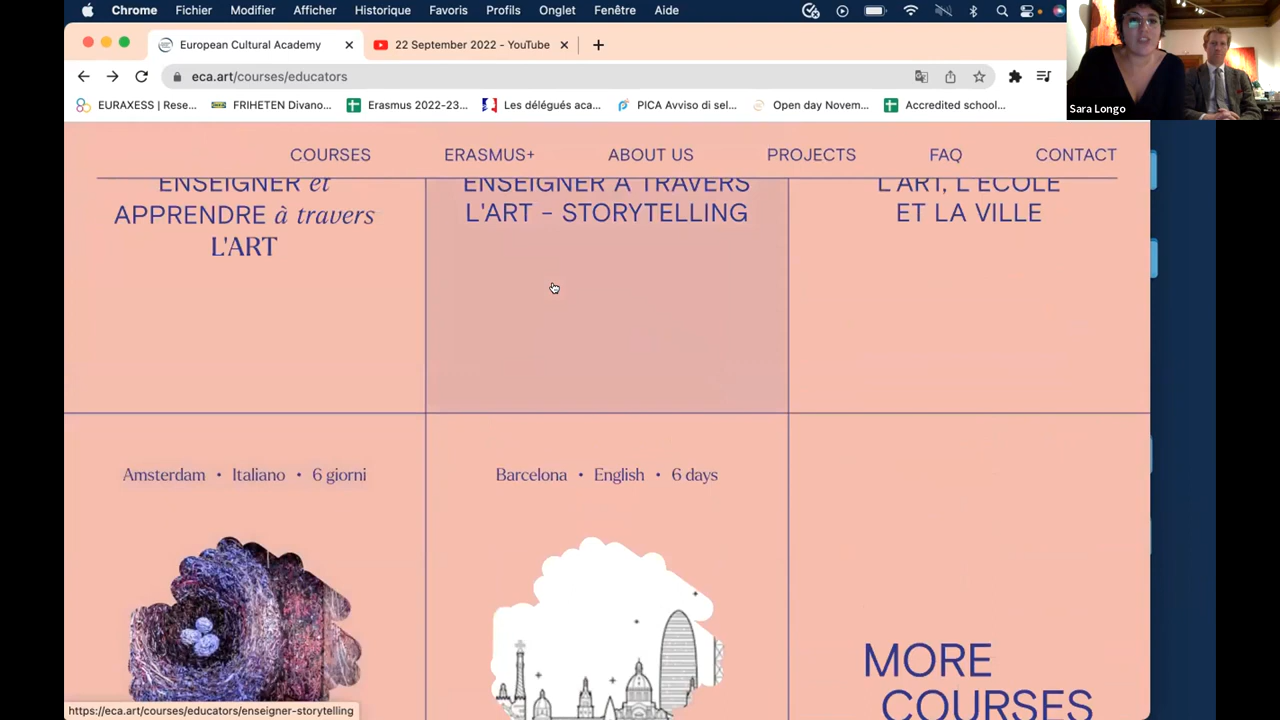 Chrome Fichier Modifier Afficher Historique Favoris Profils Onglet Fenêtre Aide
European Cultural Academy
22 September 2022 - YouTube
eca.art/courses/educators
EURAXESS | Rese...
FRIHETEN Divano...
Erasmus 2022-23...
Les délégués aca...
PICA Avviso di sel...
Open day Novem...
Accredited school...
Sara Longo
COURSES ERASMUS+ ABOUT US PROJECTS FAQ CONTACT
ENSEIGNER et
APPRENDRE à travers
L'ART
ENSEIGNER À TRAVERS
L'ART - STORYTELLING
L'ART, L'ÉCOLE
ET LA VILLE
Amsterdam • Italiano • 6 giorni
Barcelona • English • 6 days
MORE
COURSES
https://eca.art/courses/educators/enseigner-storytelling